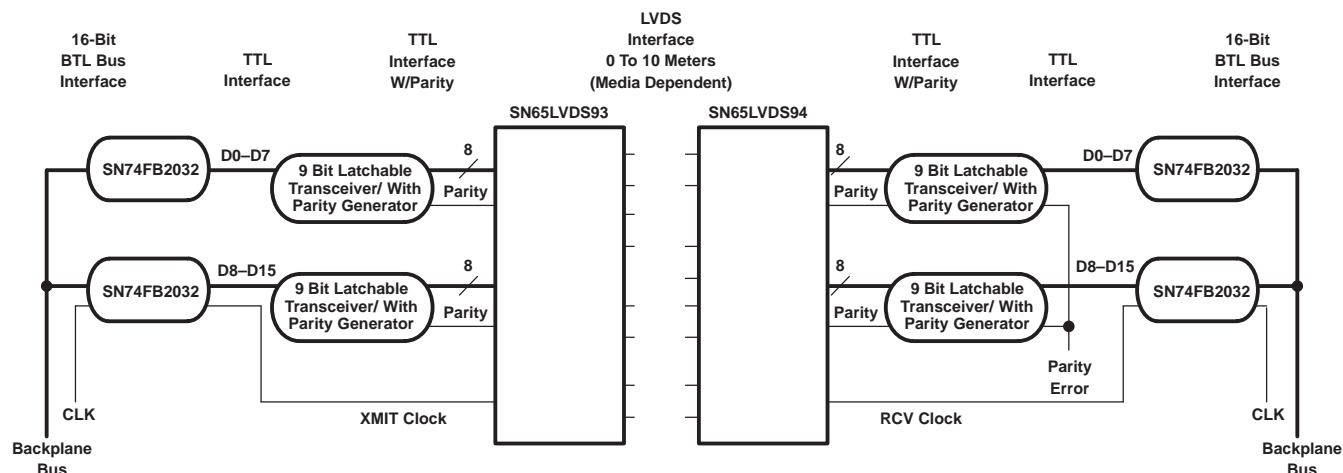 LVDS
Interface
0 To 10 Meters
(Media Dependent)
16-Bit
BTL Bus
Interface
TTL
Interface
TTL
Interface
W/Parity
TTL
Interface
W/Parity
TTL
Interface
16-Bit
BTL Bus
Interface
SN65LVDS93
SN65LVDS94
SN74FB2032
D0–D7
9 Bit Latchable
Transceiver/ With
Parity Generator
8
Parity
8
Parity
9 Bit Latchable
Transceiver/ With
Parity Generator
D0–D7
SN74FB2032
SN74FB2032
D8–D15
9 Bit Latchable
Transceiver/ With
Parity Generator
8
Parity
8
Parity
9 Bit Latchable
Transceiver/ With
Parity Generator
D8–D15
SN74FB2032
Parity
Error
CLK
XMIT Clock
RCV Clock
CLK
Backplane
Bus
Backplane
Bus